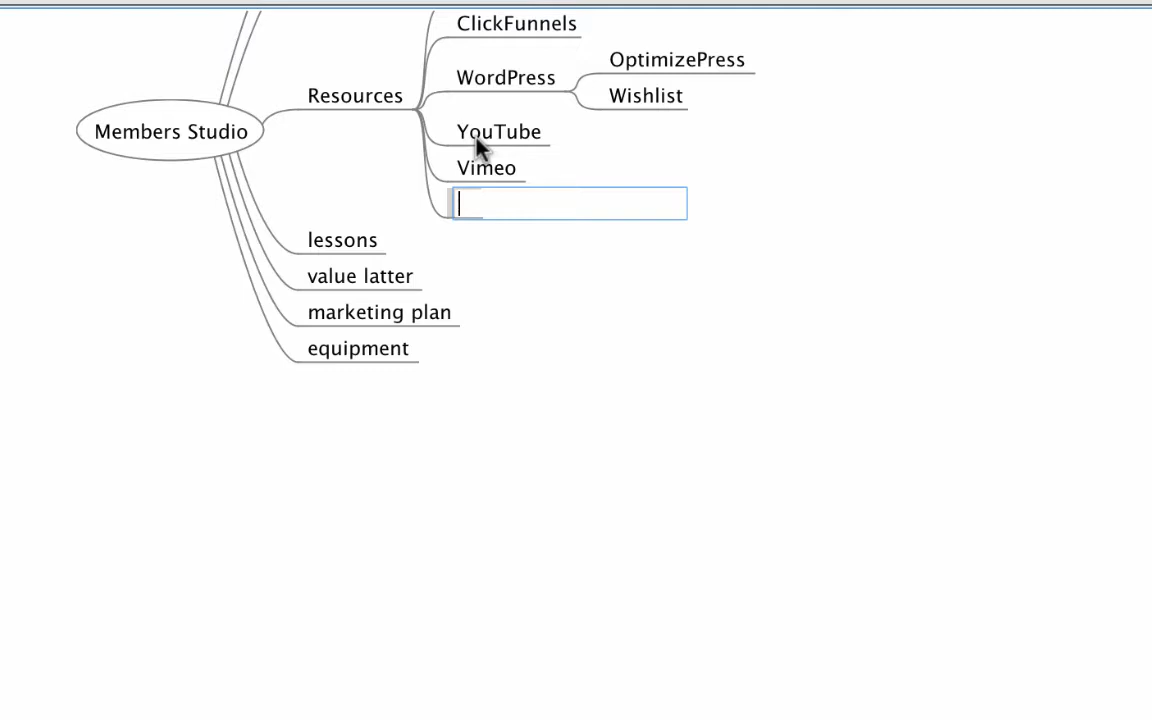 ClickFunnels
OptimizePress
WordPress
Resources
Wishlist
Members Studio
YouTube
Vimeo
lessons
value latter
marketing plan
equipment